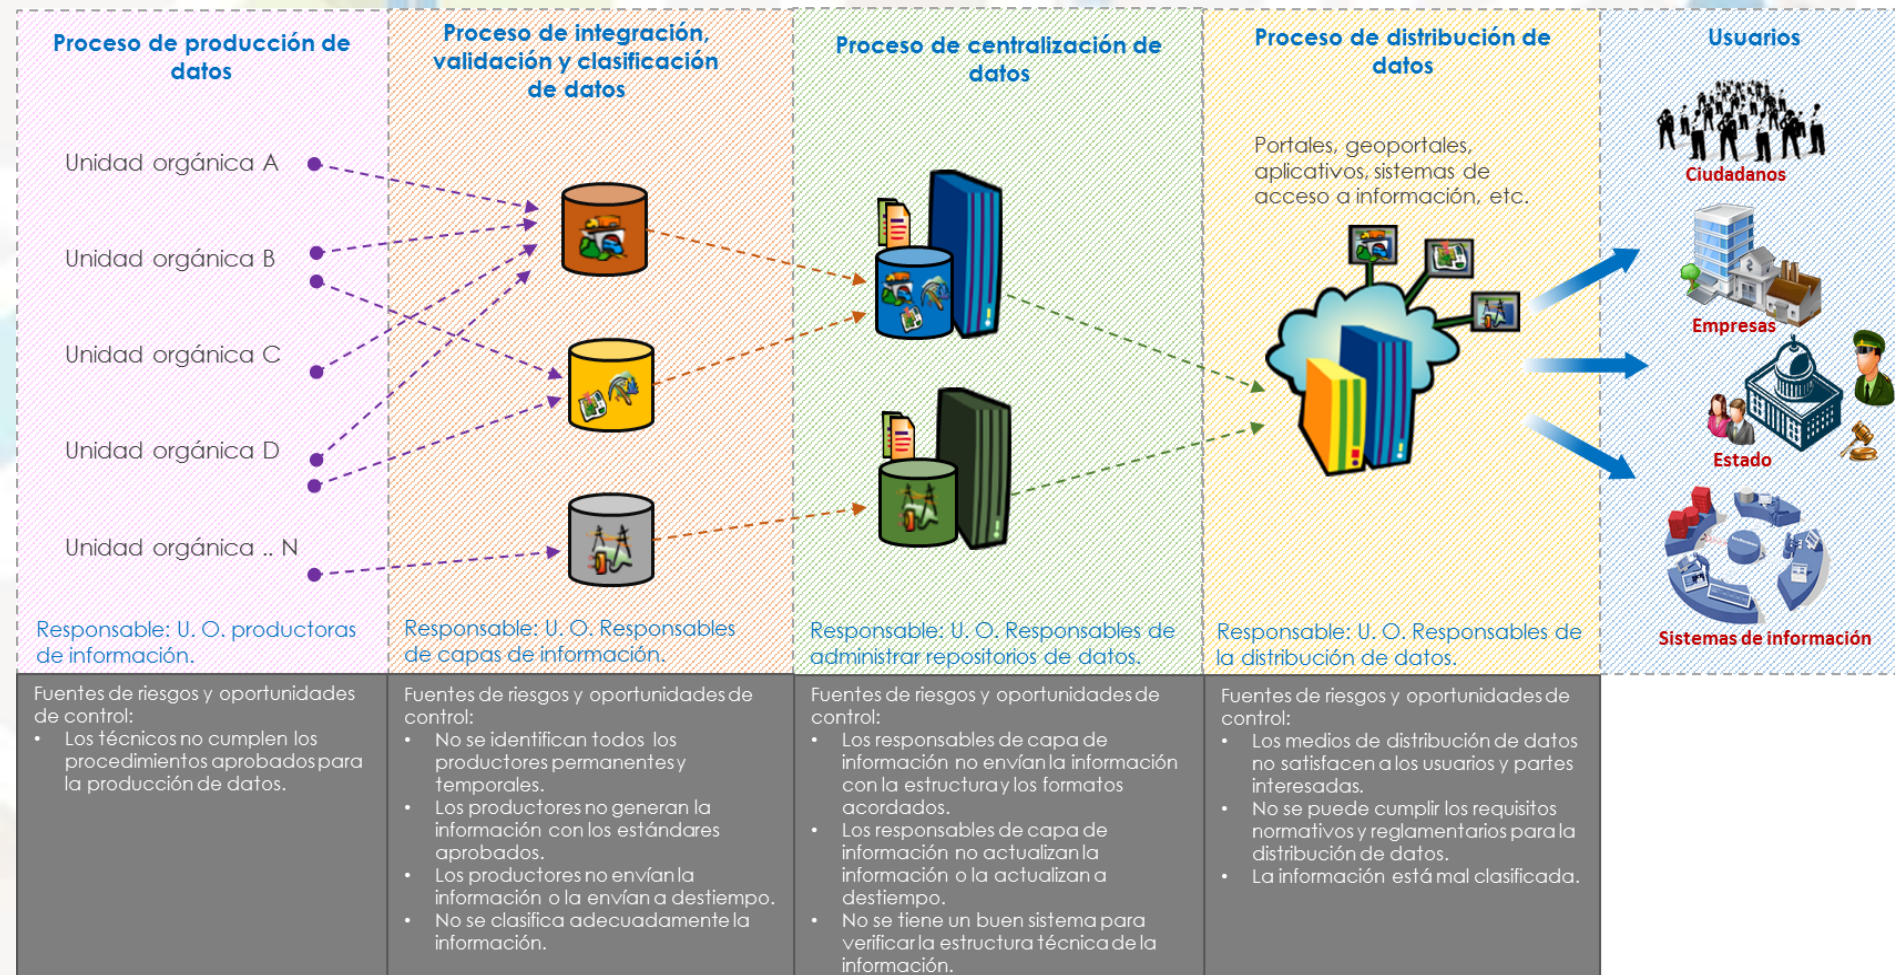 Proceso de producción de
datos
Unidad orgánica A
Unidad orgánica B
Unidad orgánica C
Unidad orgánica D
Unidad orgánica .. N
Responsable: U. O. productoras
de información.
Fuentes de riesgos y oportunidades
de control:
• Los técnicos no cumplen los
procedimientos aprobados para
la producción de datos.
Proceso de integración,
validación y clasificación
de datos
Responsable: U. O. Responsables
de capas de información.
Fuentes de riesgos y oportunidades de
control:
• No se identifican todos los
productores permanentes y
temporales.
• Los productores no generan la
información con los estándares
aprobados.
• Los productores no envían la
información o la envían a destiempo.
• No se clasifica adecuadamente la
información.
Proceso de centralización de
datos
Responsable: U. O. Responsables de
administrar repositorios de datos.
Fuentes de riesgos y oportunidades de
control:
• Los responsables de capa de
información no envían la información
con la estructura y los formatos
acordados.
• Los responsables de capa de
información no actualizan la
información o la actualizan a
destiempo.
• No se tiene un buen sistema para
verificar la estructura técnica de la
información.
Proceso de distribución de
datos
Portales, geoportales,
aplicativos, sistemas de
acceso a información, etc.
Responsable: U. O. Responsables de
la distribución de datos.
Fuentes de riesgos y oportunidades de
control:
• Los medios de distribución de datos
no satisfacen a los usuarios y partes
interesadas.
• No se puede cumplir los requisitos
normativos y reglamentarios para la
distribución de datos.
• La información está mal clasificada.
Usuarios
Ciudadanos
Empresas
Estado
Sistemas de información